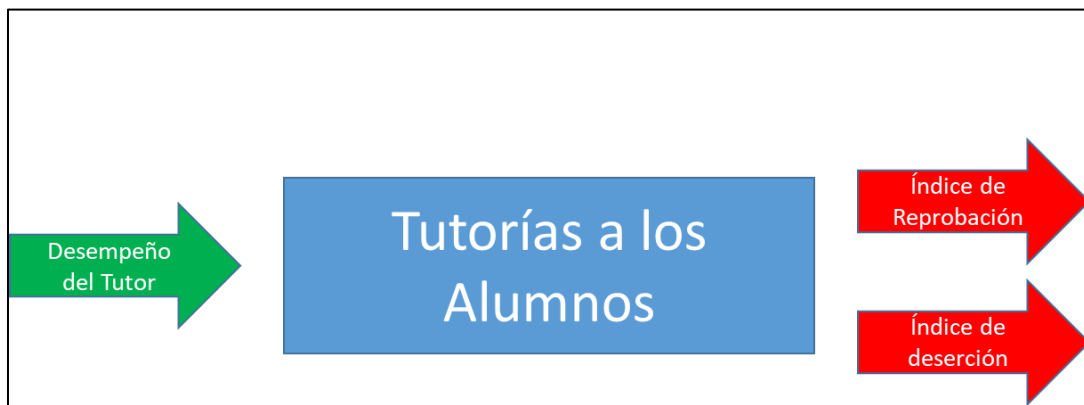 Desempeño
del Tutor
Tutorías a los
Alumnos
Índice de
Reprobación
Índice de
deserción